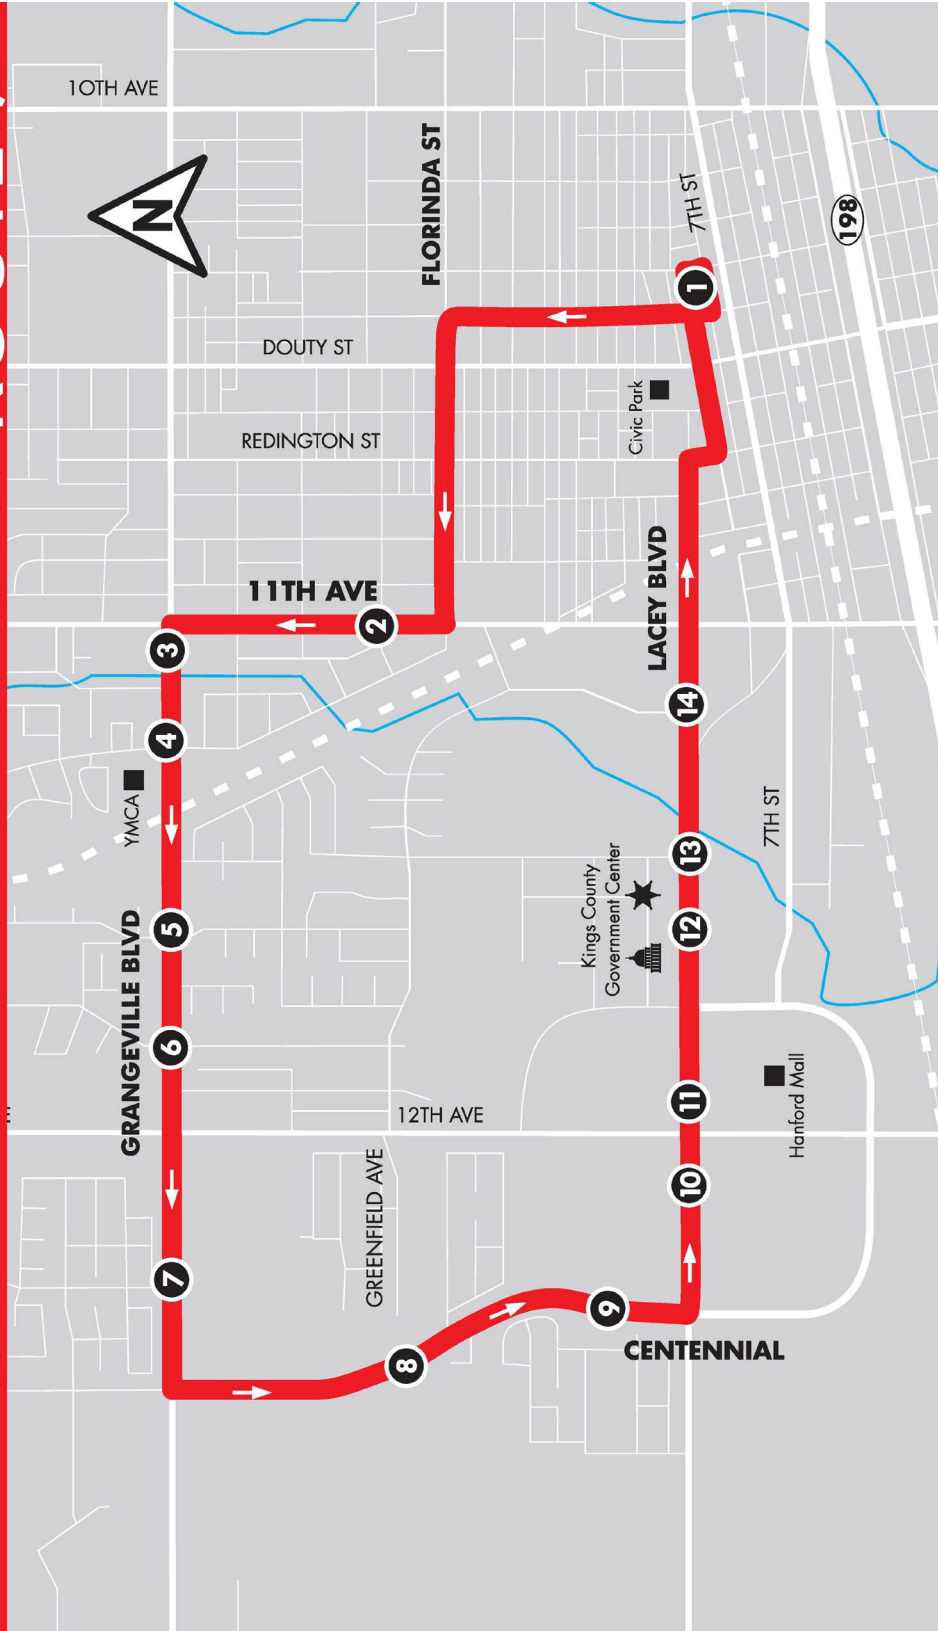 10TH AVE
N
FLORINDA ST
7TH ST
198
1
DOUTY ST
Civic Park
REDINGTON ST
11TH AVE
2
LACEY BLVD
3
4
14
YMCA
7TH ST
5
GRANGEVILLE BLVD
Kings County
Government Center
13
12
6
11
Hanford Mall
12TH AVE
10
GREENFIELD AVE
7
9
8
CENTENNIAL